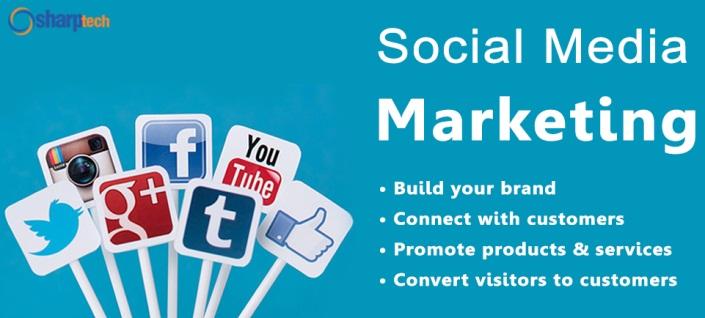 sharptech
Social Media
Marketing
f
You
Tube
g+
t
• Build your brand
• Connect with customers
• Promote products & services
• Convert visitors to customers